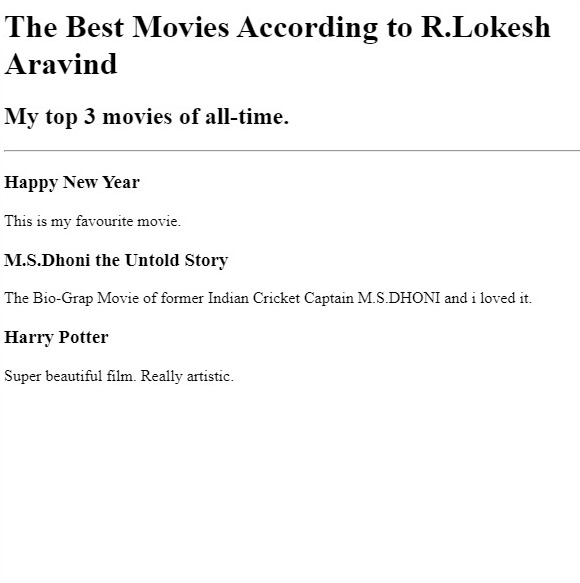 The Best Movies According to R.Lokesh
Aravind
My top 3 movies of all-time.
Happy New Year
This is my favourite movie.
M.S.Dhoni the Untold Story
The Bio-Grap Movie of former Indian Cricket Captain M.S.DHONI and i loved it.
Harry Potter
Super beautiful film. Really artistic.